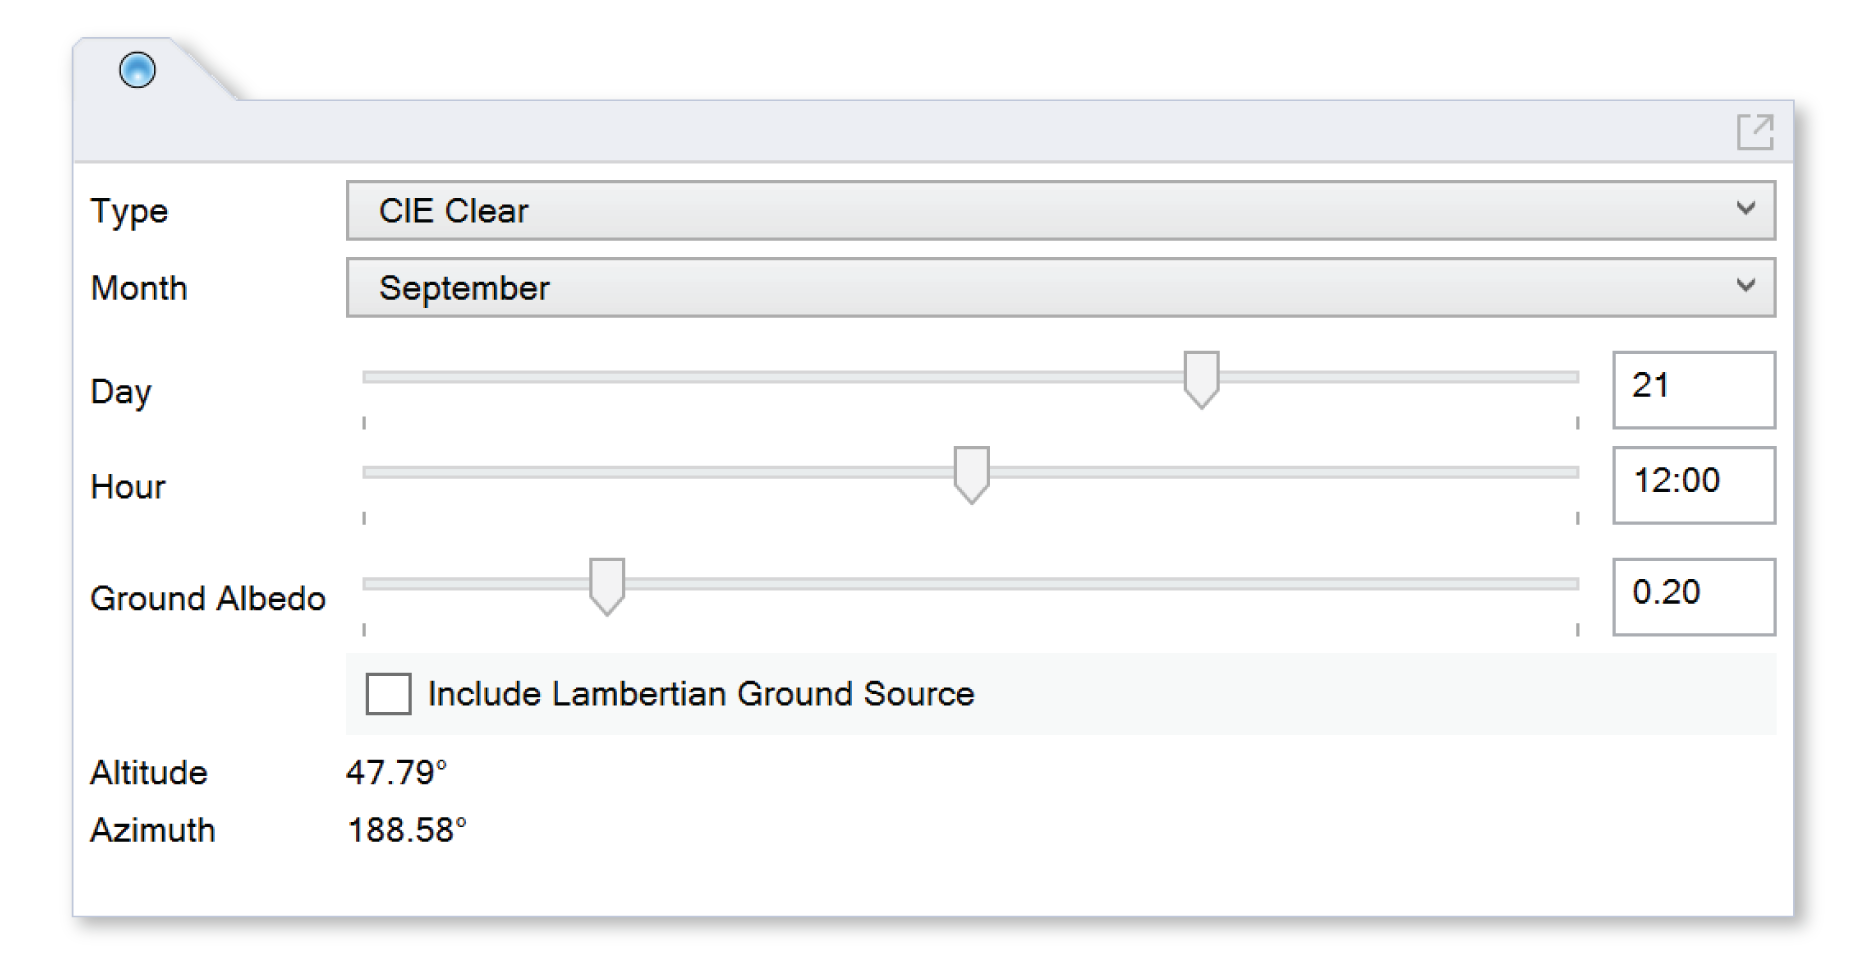 Type CIE Clear
Month September
Day 21
Hour 12:00
Ground Albedo 0.20
Include Lambertian Ground Source
Altitude 47.79°
Azimuth 188.58°